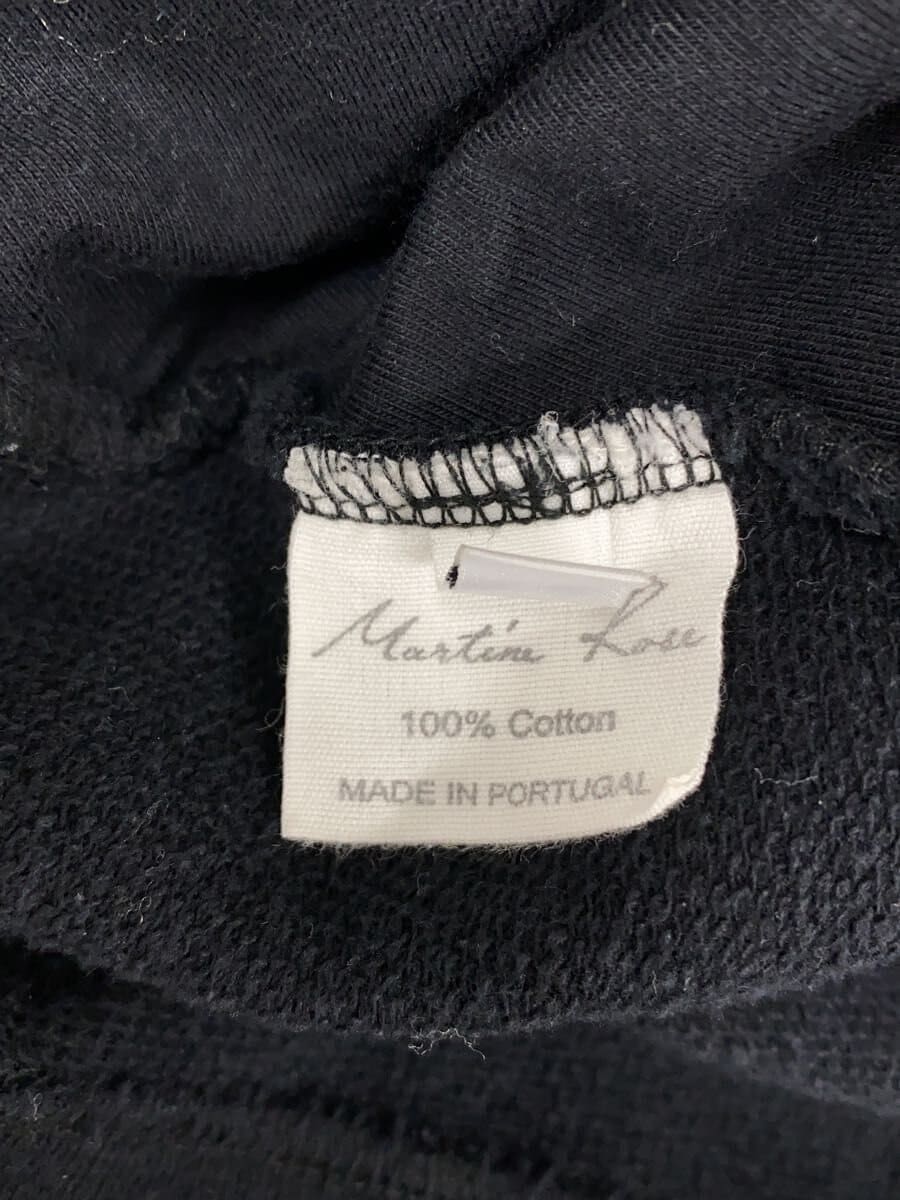 Martine Rose
100% Cotton
MADE IN PORTUGAL